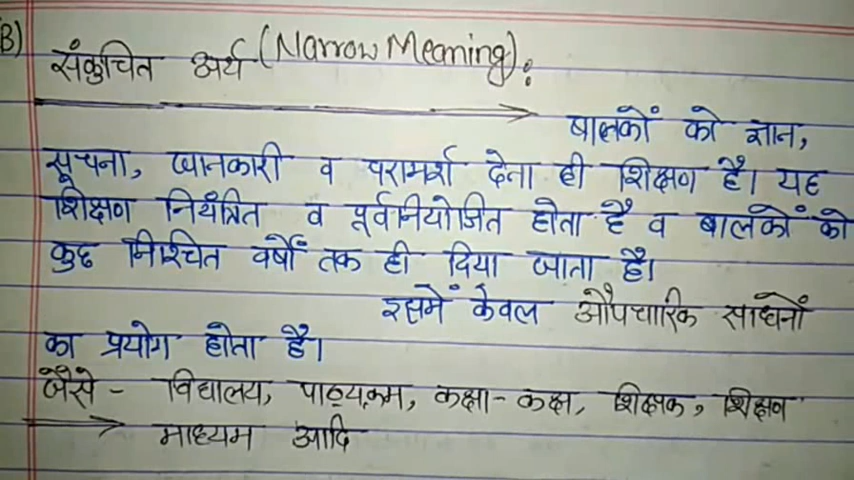 B)
संकुचित अर्थ (Narrow Meaning):
बालकों को ज्ञान,
सूचना, जानकारी व परामर्श देना ही शिक्षण है। यह
शिक्षण नियंत्रित व पूर्वनियोजित होता है व बालकों को
कुछ निश्चित वर्षों तक ही दिया जाता है।
इसमें केवल औपचारिक साधनों
का प्रयोग होता है।
जैसे - विद्यालय, पाठ्यक्रम, कक्षा-कक्ष, शिक्षक, शिक्षण
माध्यम आदि